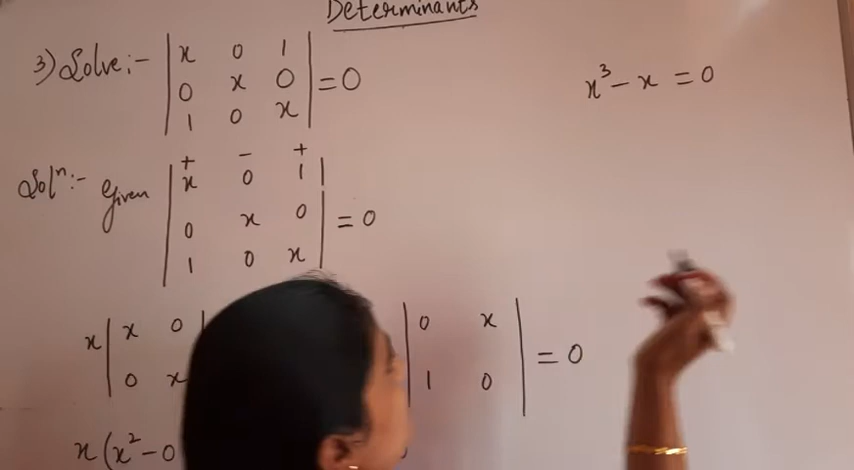 Determinants
3) Solve:- | x 0 1 |
| 0 x 0 | = 0
| 1 0 x |
x³ - x = 0
Solⁿ:- Given
+ - +
| x 0 1 |
| 0 x 0 | = 0
| 1 0 x |
x | x 0 | | 0 x |
| 0 x | 1 0 | = 0
x(x² - 0